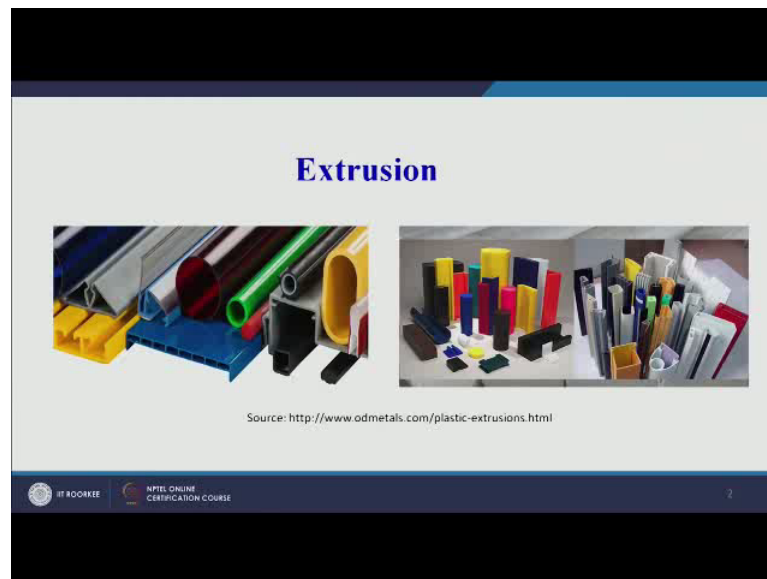 Extrusion
Source: http://www.odmetals.com/plastic-extrusions.html
IIT ROORKEE
NPTEL ONLINE
CERTIFICATION COURSE
2